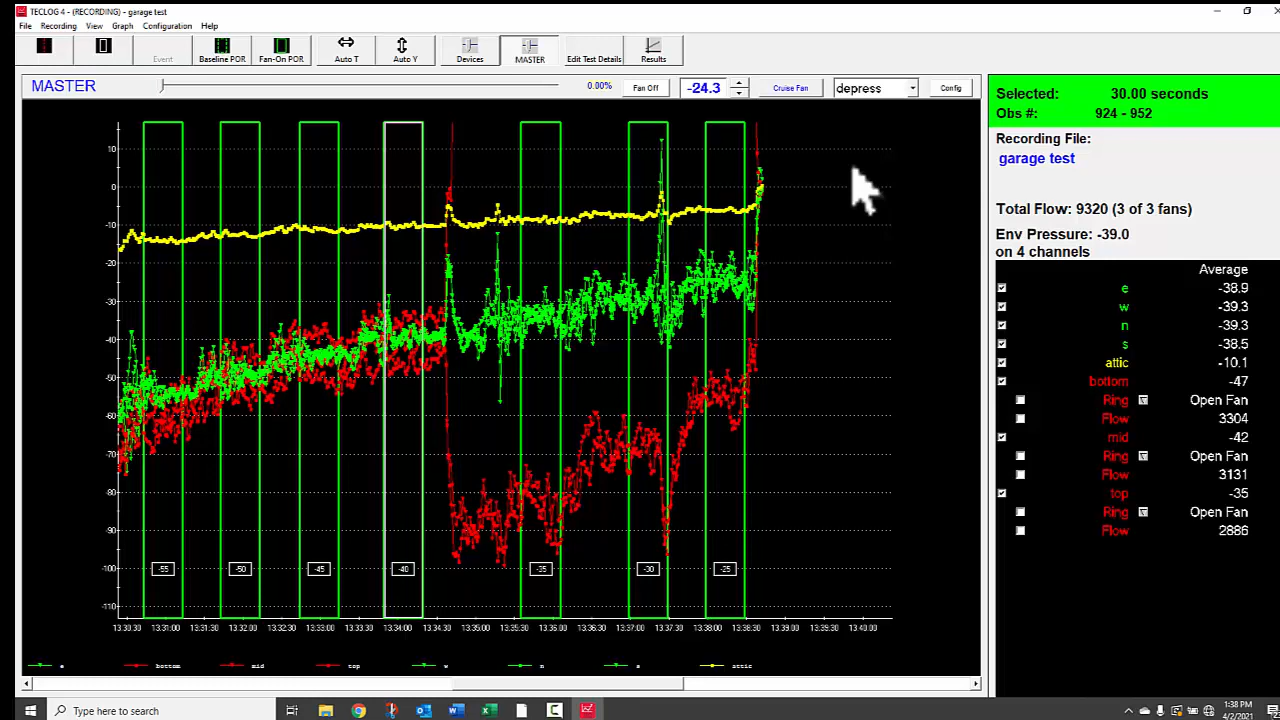 TECLOG 4 - (RECORDING) - garage test
File Recording View Graph Configuration Help
Event Baseline POR Fan-On POR Auto T Auto Y Devices MASTER Edit Test Details Results
MASTER 0.00% Fan Off -24.3 Cruise Fan depress Config
Selected: 30.00 seconds
Obs #: 924 - 952
Recording File:
garage test
Total Flow: 9320 (3 of 3 fans)
Env Pressure: -39.0
on 4 channels
Average
e -38.9
w -39.3
n -39.3
s -38.5
attic -10.1
bottom -47
Ring Open Fan
Flow 3304
mid -42
Ring Open Fan
Flow 3131
top -35
Ring Open Fan
Flow 2886
10
0
-10
-20
-30
-40
-50
-60
-70
-80
-90
-100
-110
-55 -50 -45 -40 -35 -30 -25
13:30:30 13:31:00 13:31:30 13:32:00 13:32:30 13:33:00 13:33:30 13:34:00 13:34:30 13:35:00 13:35:30 13:36:00 13:36:30 13:37:00 13:37:30 13:38:00 13:38:30 13:39:00 13:39:30 13:40:00
e bottom mid top w n s attic
Type here to search
1:38 PM
4/2/2021